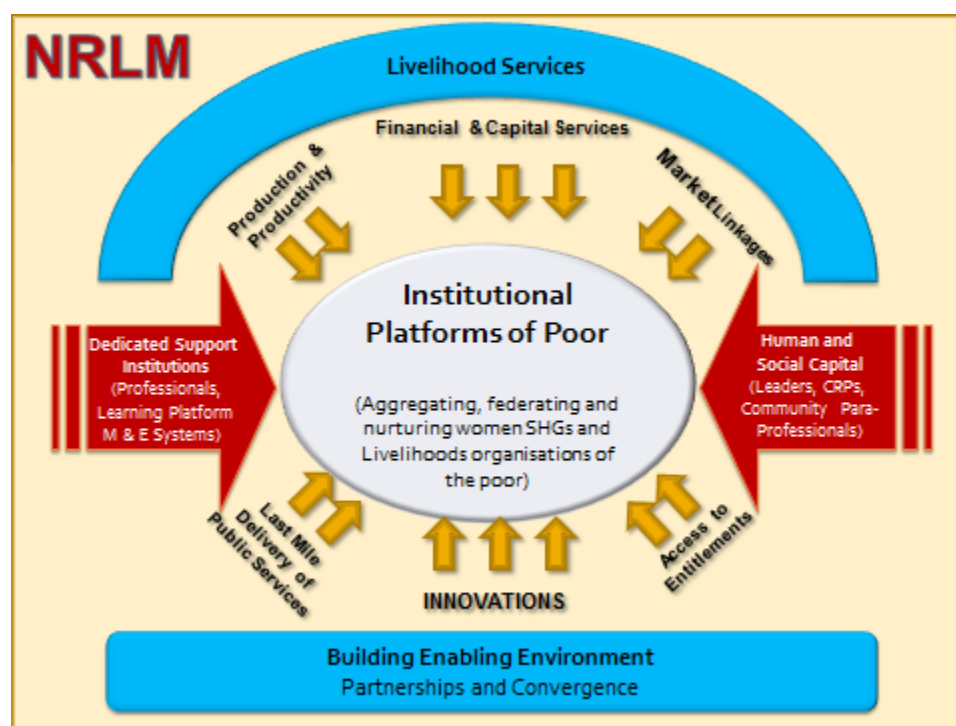 NRLM
Livelihood Services
Financial & Capital Services
Production &
Productivity
Market Linkages
Institutional
Platforms of Poor
(Aggregating, federating and
nurturing women SHGs and
Livelihoods organisations of
the poor)
Dedicated Support
Institutions
(Professionals,
Learning Platform
M & E Systems)
Human and
Social Capital
(Leaders, CRPs,
Community Para-
Professionals)
Last Mile
Delivery of
Public Services
INNOVATIONS
Access to
Entitlements
Building Enabling Environment
Partnerships and Convergence